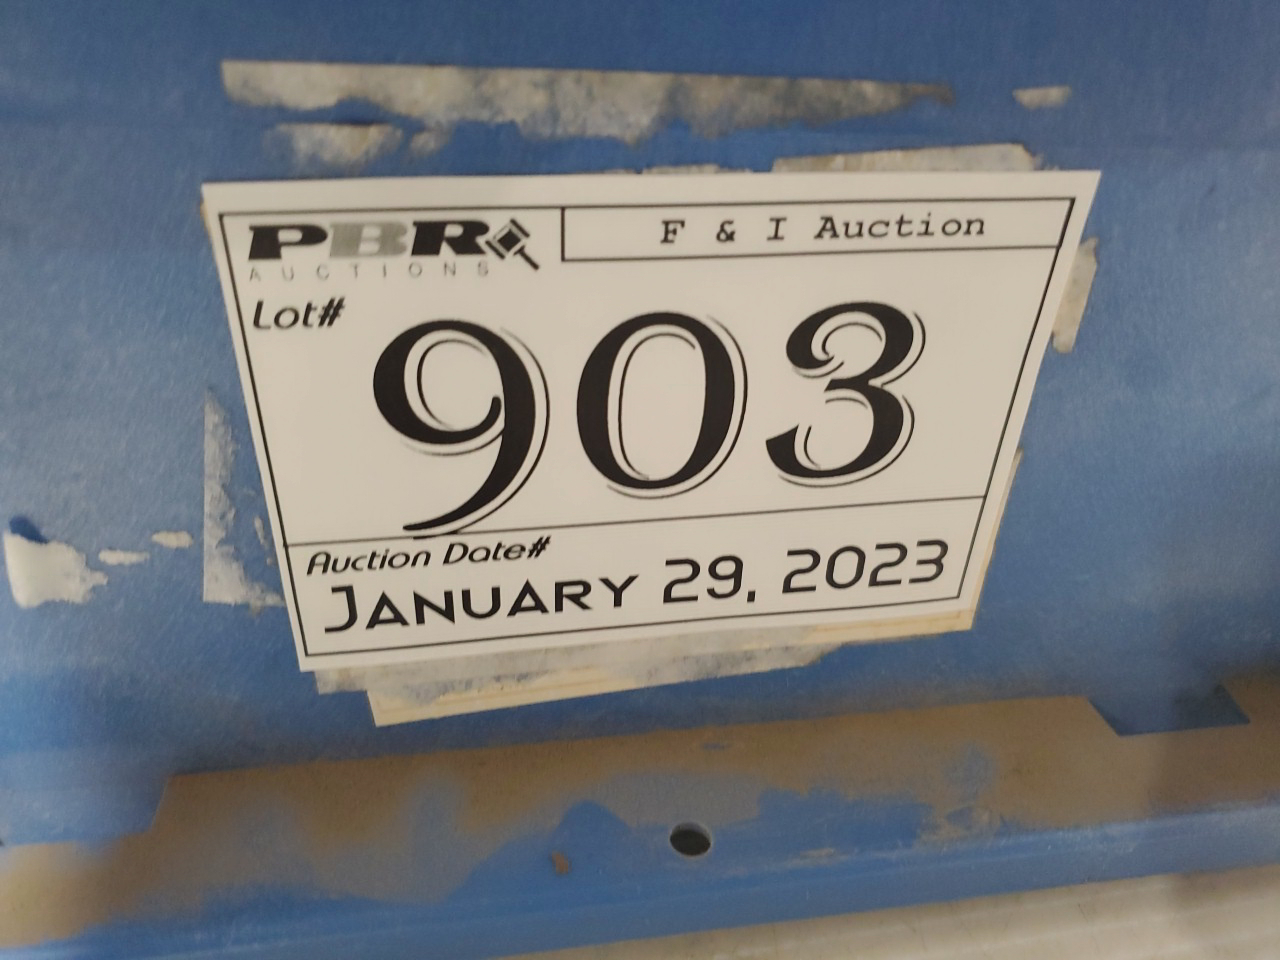 PBR
AUCTIONS
F & I Auction
Lot#
903
Auction Date#
JANUARY 29, 2023